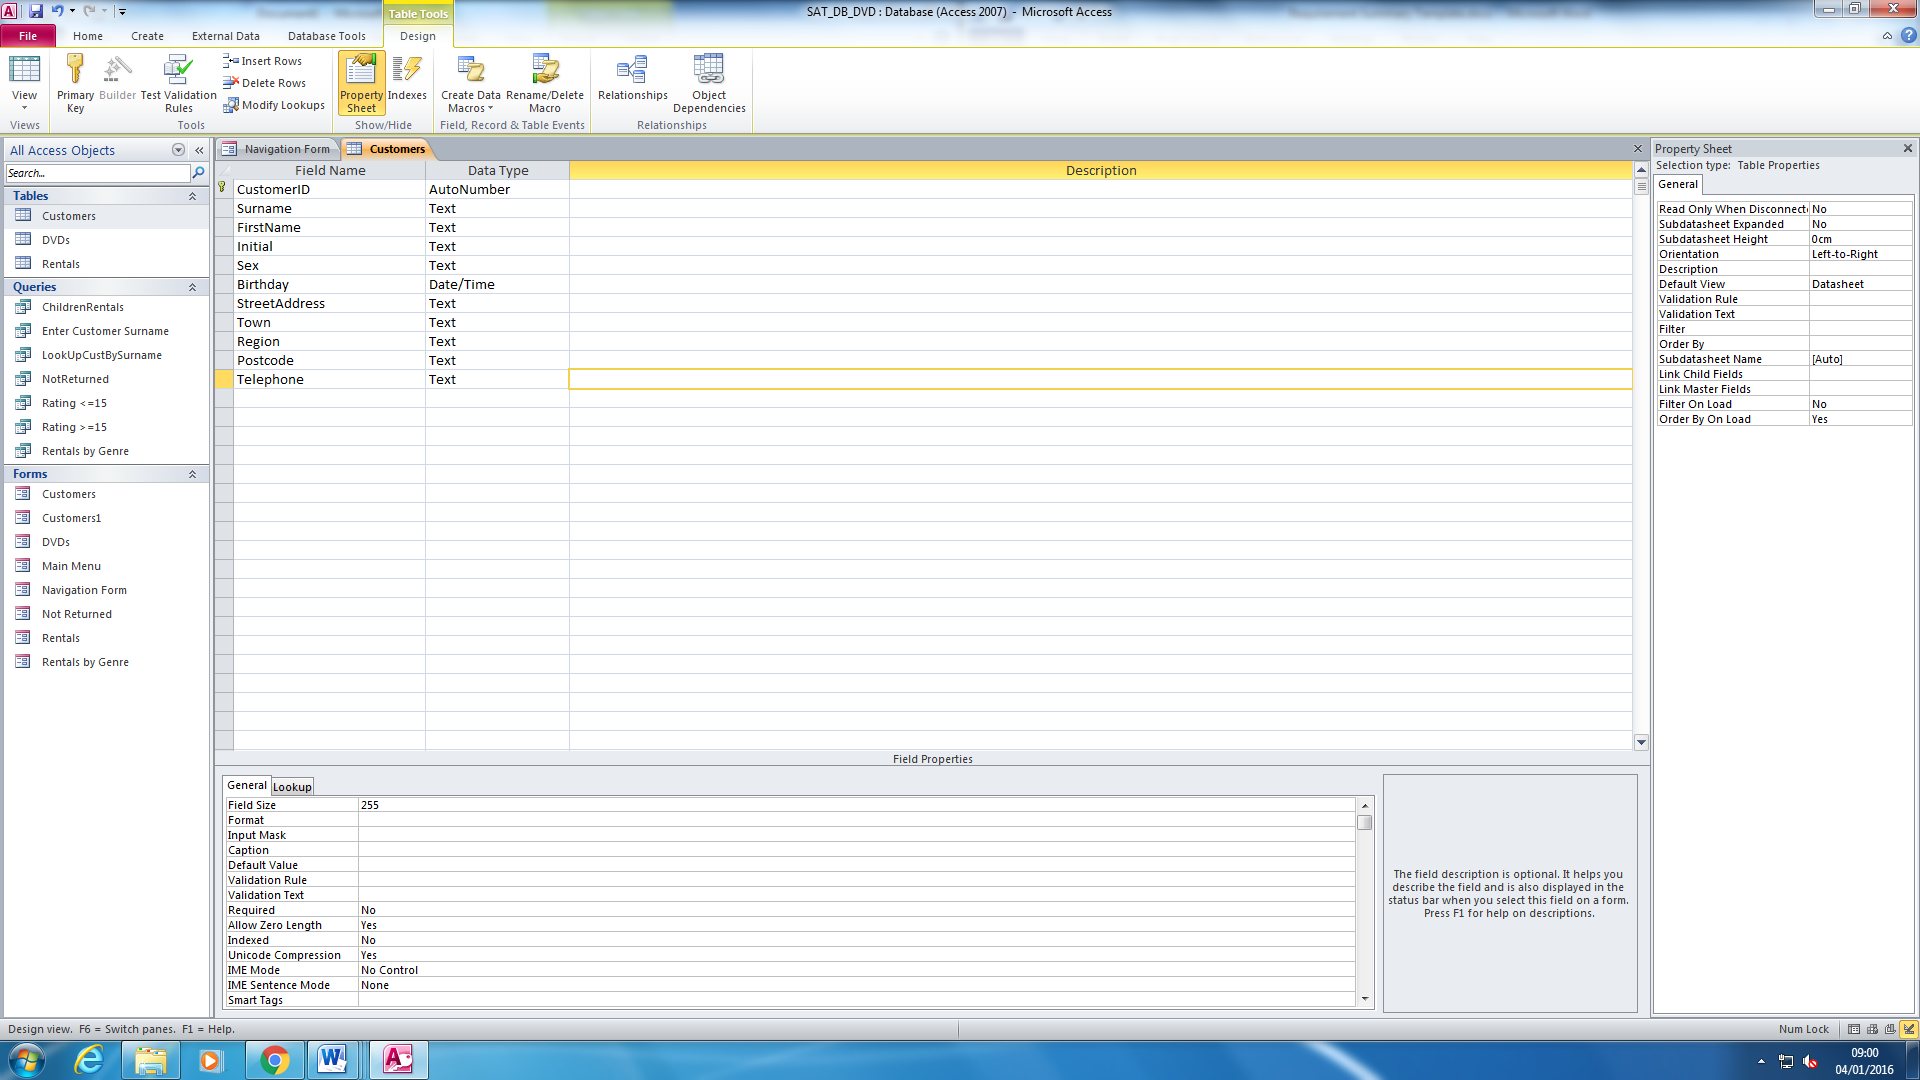 Table Tools
SAT_DB_DVD : Database (Access 2007) - Microsoft Access
File Home Create External Data Database Tools Design
View
Primary Key
Builder
Test Validation Rules
Insert Rows
Delete Rows
Modify Lookups
Property Sheet
Indexes
Create Data Macros
Rename/Delete Macro
Relationships
Object Dependencies
Views Tools Show/Hide Field, Record & Table Events Relationships
All Access Objects
Search...
Tables
Customers
DVDs
Rentals
Queries
ChildrenRentals
Enter Customer Surname
LookUpCustBySurname
NotReturned
Rating <=15
Rating >=15
Rentals by Genre
Forms
Customers
Customers1
DVDs
Main Menu
Navigation Form
Not Returned
Rentals
Rentals by Genre
Navigation Form Customers
Field Name Data Type Description
CustomerID AutoNumber
Surname Text
FirstName Text
Initial Text
Sex Text
Birthday Date/Time
StreetAddress Text
Town Text
Region Text
Postcode Text
Telephone Text
Field Properties
General Lookup
Field Size 255
Format
Input Mask
Caption
Default Value
Validation Rule
Validation Text
Required No
Allow Zero Length Yes
Indexed No
Unicode Compression Yes
IME Mode No Control
IME Sentence Mode None
Smart Tags
The field description is optional. It helps you
describe the field and is also displayed in the
status bar when you select this field on a form.
Press F1 for help on descriptions.
Property Sheet
Selection type: Table Properties
General
Read Only When Disconnecte No
Subdatasheet Expanded No
Subdatasheet Height 0cm
Orientation Left-to-Right
Description
Default View Datasheet
Validation Rule
Validation Text
Filter
Order By
Subdatasheet Name [Auto]
Link Child Fields
Link Master Fields
Filter On Load No
Order By On Load Yes
Design view. F6 = Switch panes. F1 = Help.
Num Lock
09:00
04/01/2016